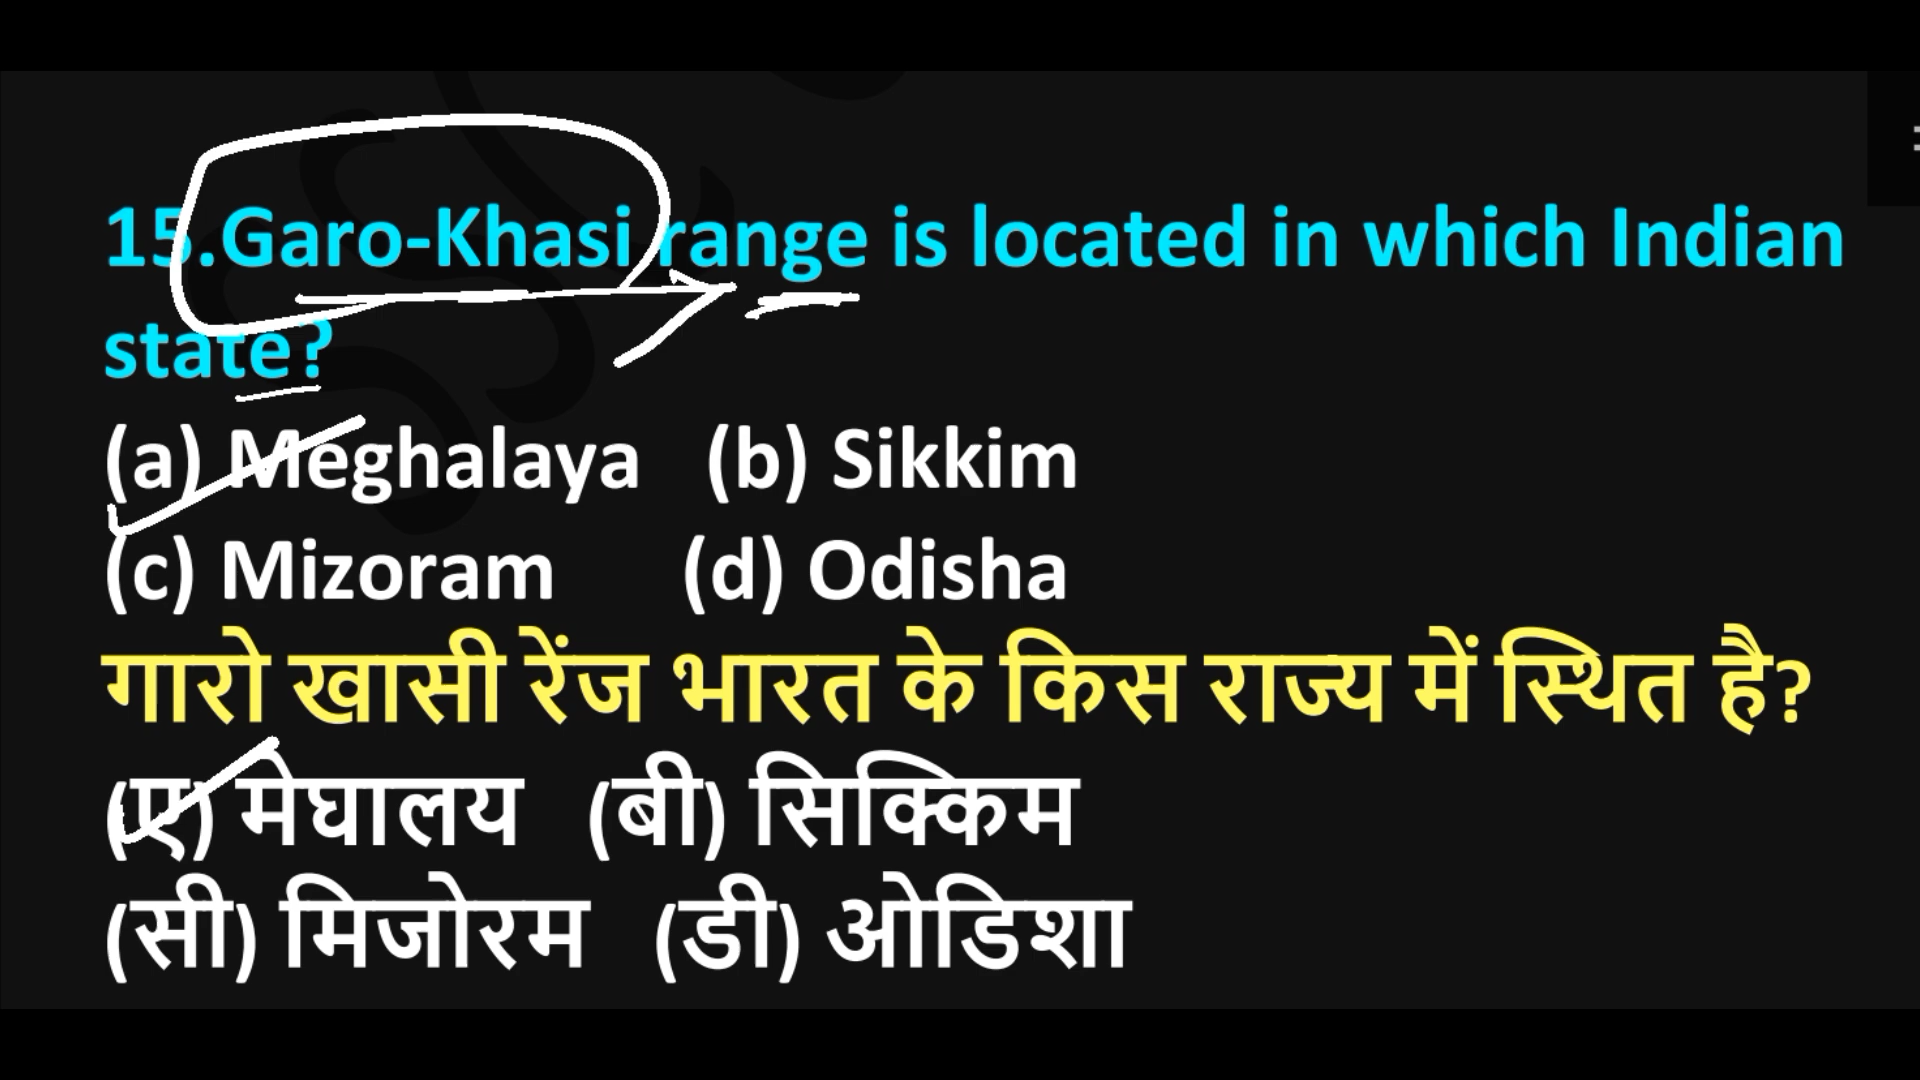 15.Garo-Khasi range is located in which Indian
state?
(a) Meghalaya (b) Sikkim
(c) Mizoram (d) Odisha
गारो खासी रेंज भारत के किस राज्य में स्थित है?
(ए) मेघालय (बी) सिक्किम
(सी) मिजोरम (डी) ओडिशा